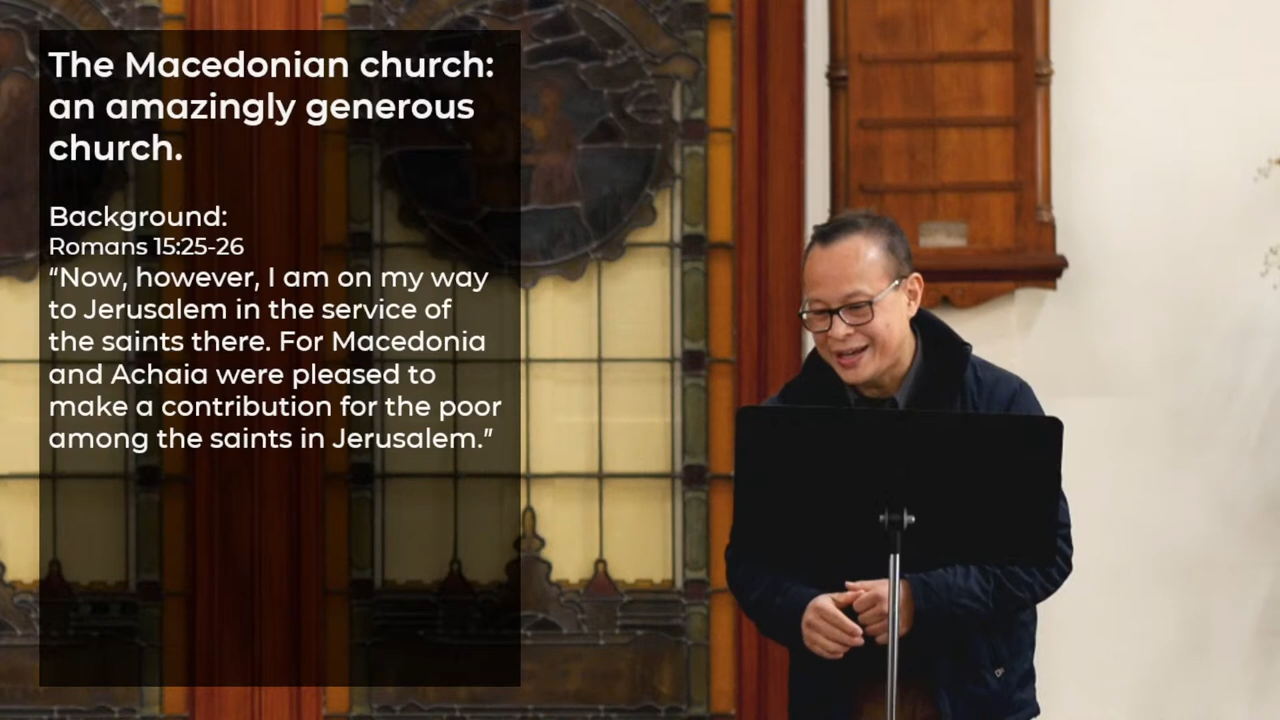 The Macedonian church:
an amazingly generous
church.
Background:
Romans 15:25-26
“Now, however, I am on my way
to Jerusalem in the service of
the saints there. For Macedonia
and Achaia were pleased to
make a contribution for the poor
among the saints in Jerusalem.”